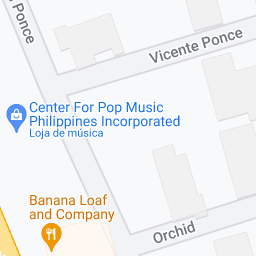 Ponce
Vicente Ponce
Center For Pop Music
Philippines Incorporated
Loja de música
Banana Loaf
and Company
Orchid